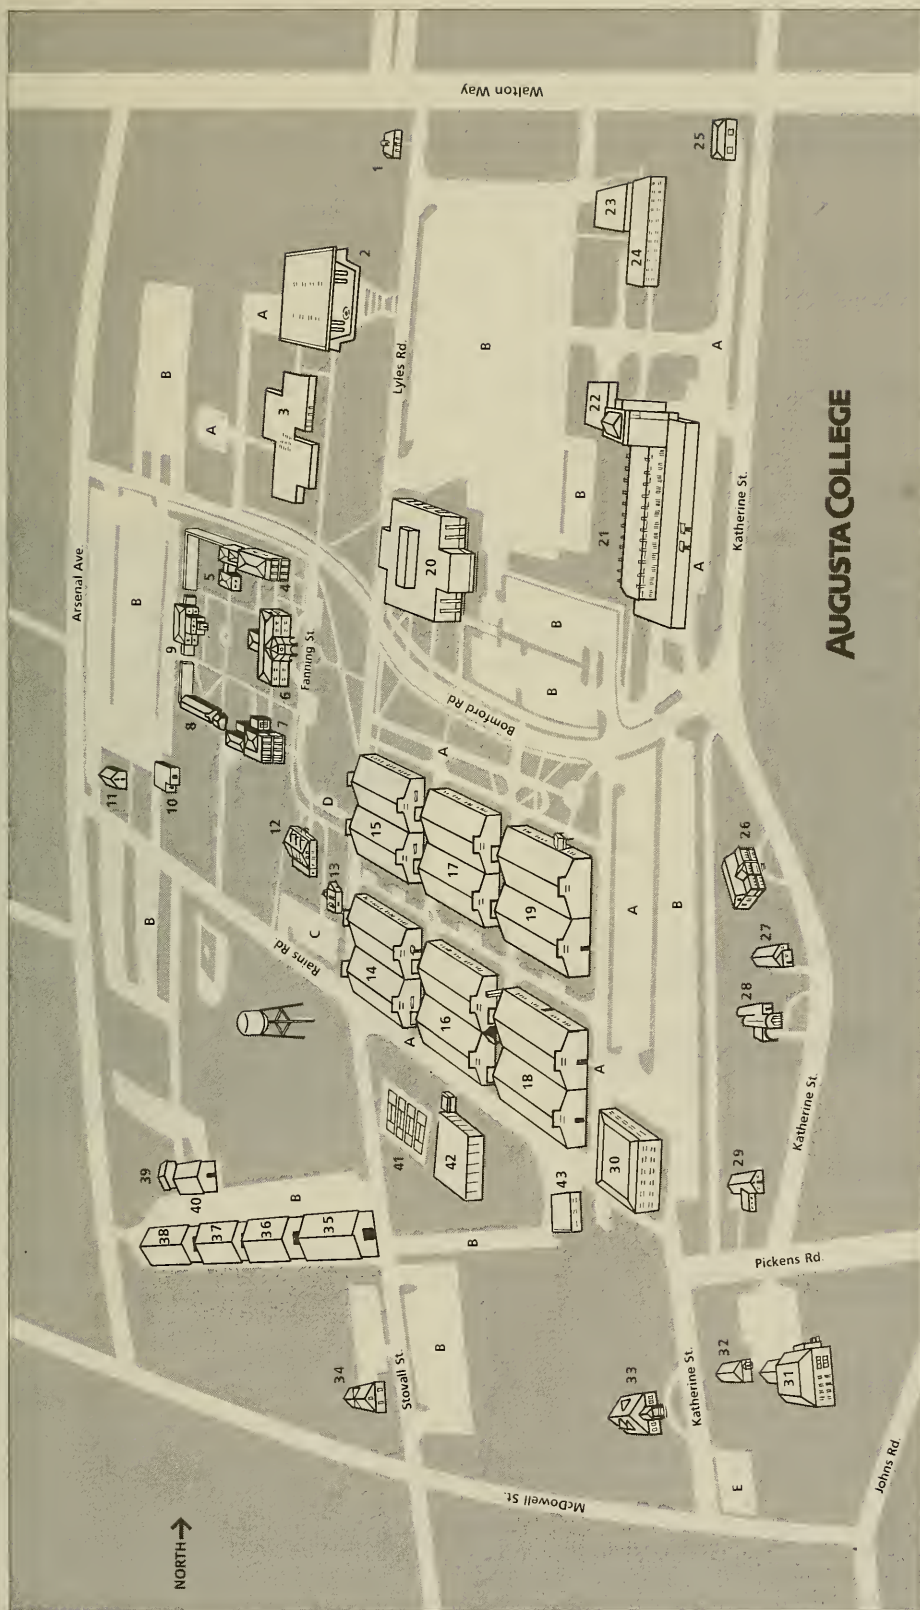 Walton Way
1
25
23
24
2
A
B
Lyles Rd.
B
A
3
A
22
B
21
A
Katherine St.
AUGUSTA COLLEGE
Arsenal Ave.
B
5
4
9
20
B
B
6
Fanning St.
8
7
Bomford Rd
A
11
10
12
D
15
13
17
19
A
B
26
B
C
Rains Rd
14
16
A
18
A
27
28
Katherine St.
41
42
43
30
29
39
40
B
38
37
36
35
B
Pickens Rd.
34
Stovall St.
B
33
Katherine St.
32
31
McDowell St.
E
Johns Rd.
NORTH→